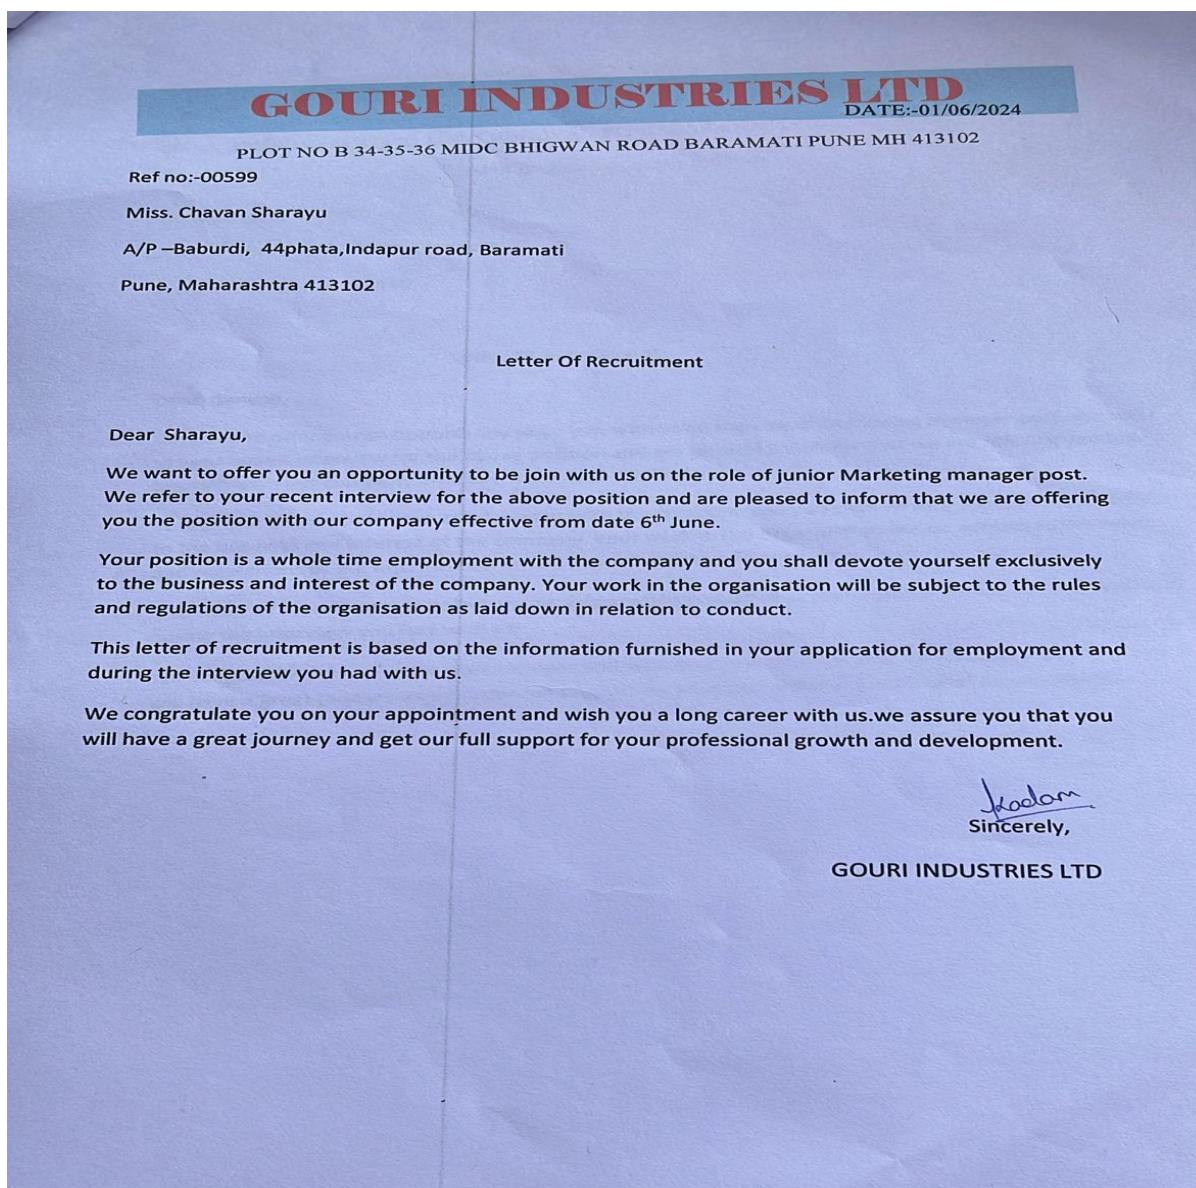 GOURI INDUSTRIES LTD
DATE:-01/06/2024
PLOT NO B 34-35-36 MIDC BHIGWAN ROAD BARAMATI PUNE MH 413102
Ref no:-00599
Miss. Chavan Sharayu
A/P –Baburdi,  44phata,Indapur road, Baramati
Pune, Maharashtra 413102
Letter Of Recruitment
Dear  Sharayu,
We want to offer you an opportunity to be join with us on the role of junior Marketing manager post.
We refer to your recent interview for the above position and are pleased to inform that we are offering
you the position with our company effective from date 6th June.
Your position is a whole time employment with the company and you shall devote yourself exclusively
to the business and interest of the company. Your work in the organisation will be subject to the rules
and regulations of the organisation as laid down in relation to conduct.
This letter of recruitment is based on the information furnished in your application for employment and
during the interview you had with us.
We congratulate you on your appointment and wish you a long career with us.we assure you that you
will have a great journey and get our full support for your professional growth and development.
Kadam
Sincerely,
GOURI INDUSTRIES LTD